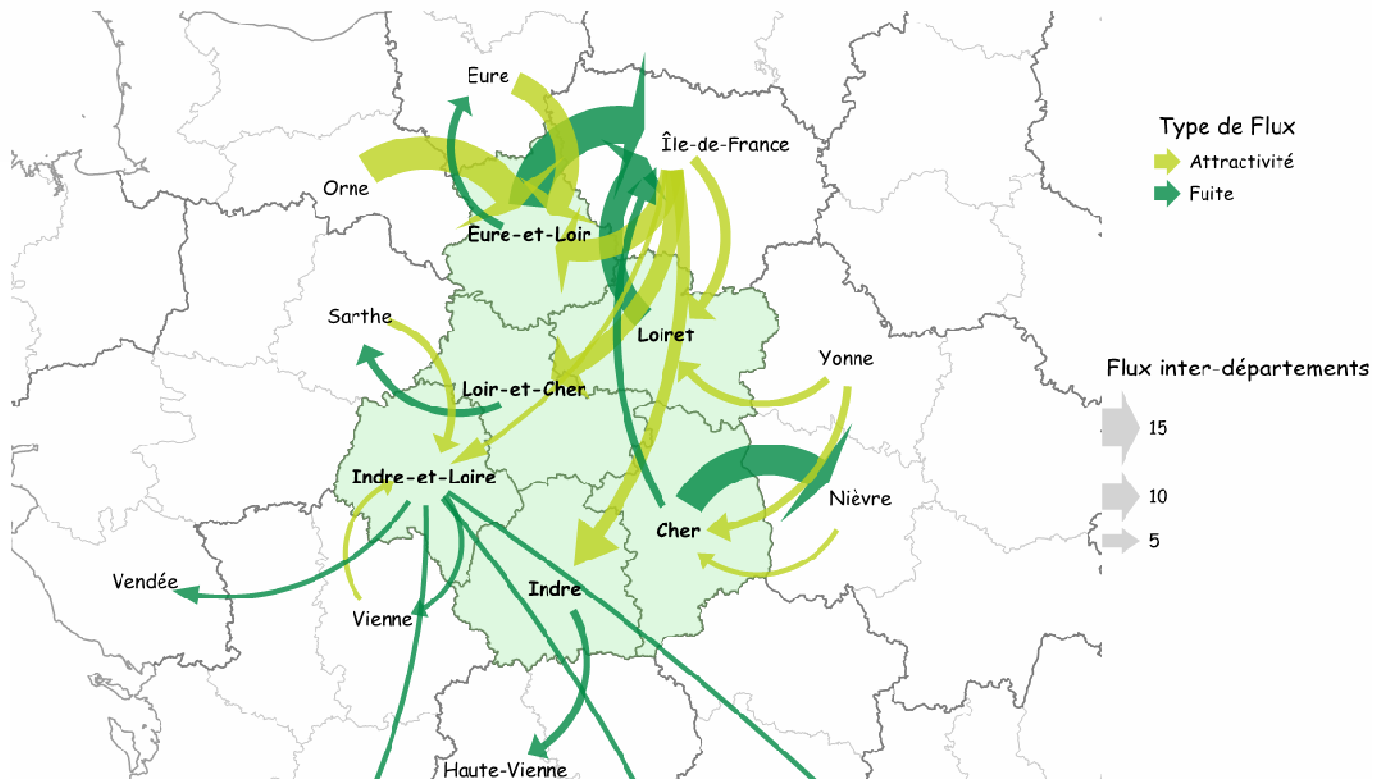 Eure
Île-de-France
Orne
Eure-et-Loir
Sarthe
Loiret
Yonne
Loir-et-Cher
Indre-et-Loire
Nièvre
Cher
Vendée
Indre
Vienne
Haute-Vienne
Type de Flux
Attractivité
Fuite
Flux inter-départements
15
10
5